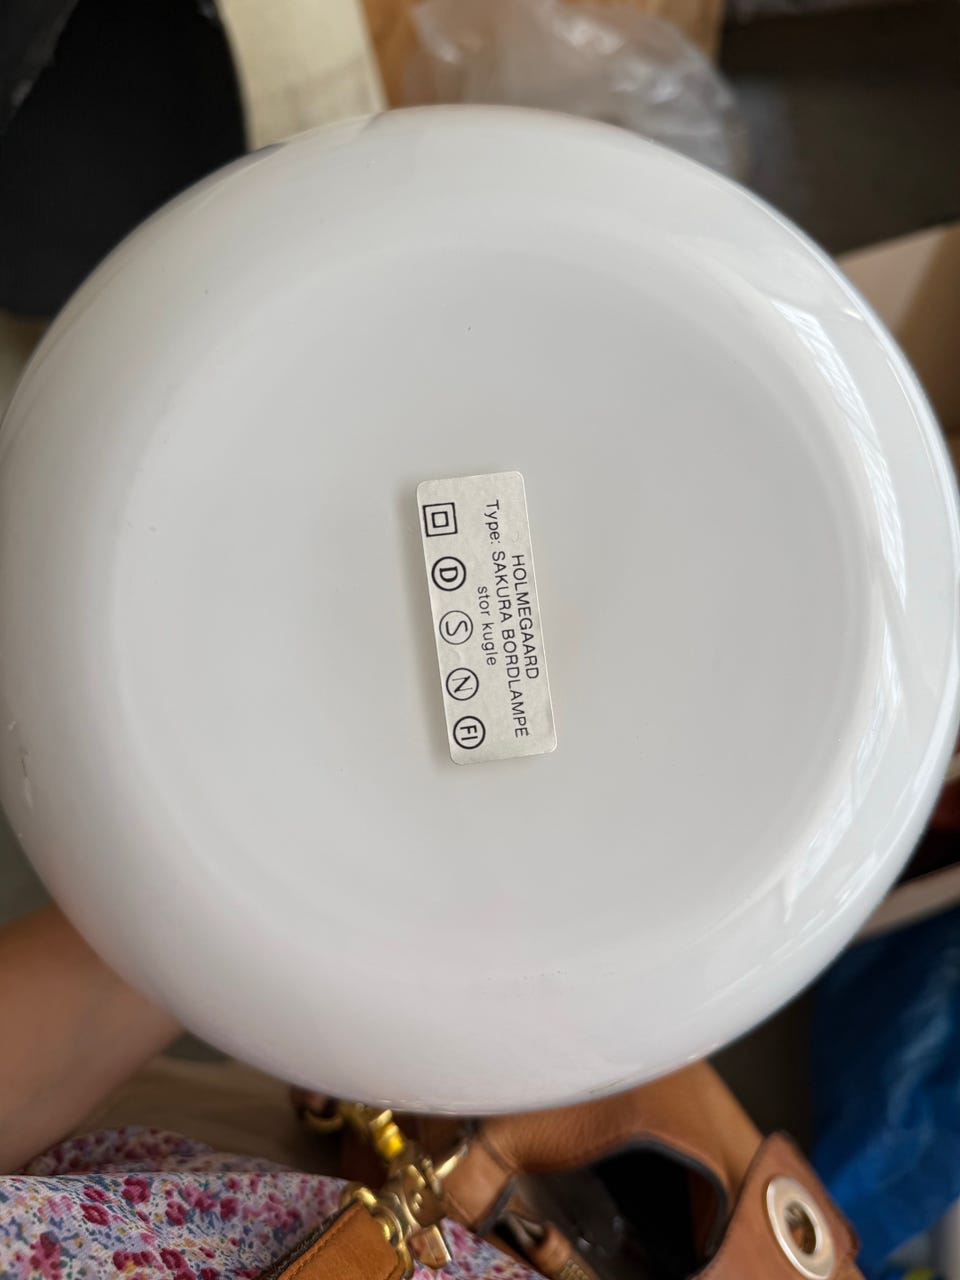 HOLMEGAARD
Type: SAKURA BORDLAMPE
stor kugle
D S N FI